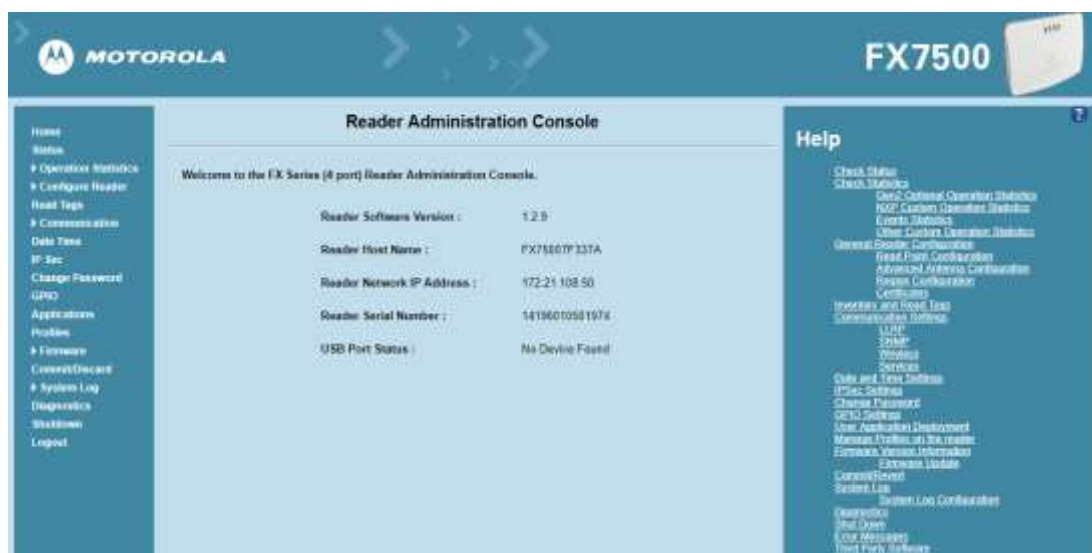 MOTOROLA
FX7500
Reader Administration Console
Home
Status
Operation Statistics
Configure Reader
Read Tags
Communication
Date Time
IP Sec
Change Password
GPIO
Applications
Profiles
Firmware
Commit/Discard
System Log
Diagnostics
Shutdown
Logout
Welcome to the FX Series (4 port) Reader Administration Console.
Reader Software Version : 1.2.9
Reader Host Name :
Reader Network IP Address : 172.21.108.50
Reader Serial Number :
USB Port Status : No Device Found
Help
Check Status
Check Statistics
Gen2 Optional Operation Statistics
NXP Custom Operation Statistics
Events Statistics
Other Custom Operation Statistics
General Reader Configuration
Read Point Configuration
Advanced Antenna Configuration
Region Configuration
Certificates
Inventory and Read Tags
Communication Settings
LLRP
SNMP
Wireless
Services
Date and Time Settings
IPSec Settings
Change Password
GPIO Settings
User Application Deployment
Manage Profiles on the reader
Firmware Version Information
Firmware Update
Commit/Revert
System Log
System Log Configuration
Diagnostics
Shut Down
Error Messages
Third Party Software